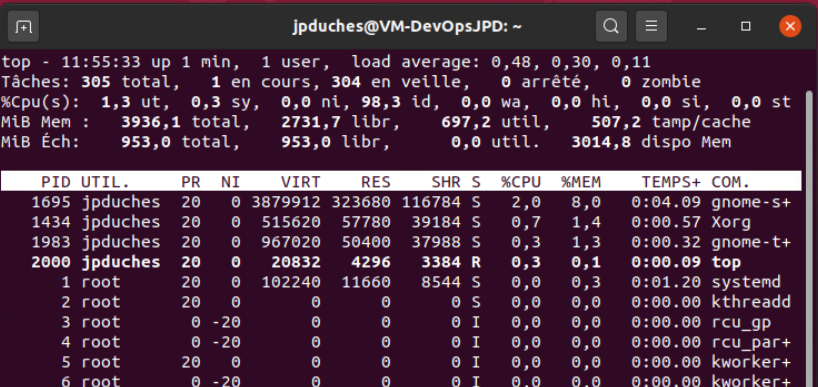 jpduches@VM-DevOpsJPD: ~
top - 11:55:33 up 1 min,  1 user,  load average: 0,48, 0,30, 0,11
Tâches: 305 total,   1 en cours, 304 en veille,   0 arrêté,   0 zombie
%Cpu(s):  1,3 ut,  0,3 sy,  0,0 ni, 98,3 id,  0,0 wa,  0,0 hi,  0,0 si,  0,0 st
MiB Mem :   3936,1 total,   2731,7 libr,    697,2 util,    507,2 tamp/cache
MiB Éch:    953,0 total,    953,0 libr,      0,0 util.   3014,8 dispo Mem
PID UTIL.     PR  NI    VIRT    RES    SHR S  %CPU  %MEM    TEMPS+ COM.
1695 jpduches  20   0 3879912 323680 116784 S   2,0   8,0   0:04.09 gnome-s+
1434 jpduches  20   0  515620  57780  39184 S   0,7   1,4   0:00.57 Xorg
1983 jpduches  20   0  967020  50400  37988 S   0,3   1,3   0:00.32 gnome-t+
2000 jpduches  20   0   20832   4296   3384 R   0,3   0,1   0:00.09 top
1 root      20   0  102240  11660   8544 S   0,0   0,3   0:01.20 systemd
2 root      20   0       0      0      0 S   0,0   0,0   0:00.00 kthreadd
3 root       0 -20       0      0      0 I   0,0   0,0   0:00.00 rcu_gp
4 root       0 -20       0      0      0 I   0,0   0,0   0:00.00 rcu_par+
5 root      20   0       0      0      0 I   0,0   0,0   0:00.00 kworker+
6 root       0 -20       0      0      0 I   0,0   0,0   0:00.00 kworker+